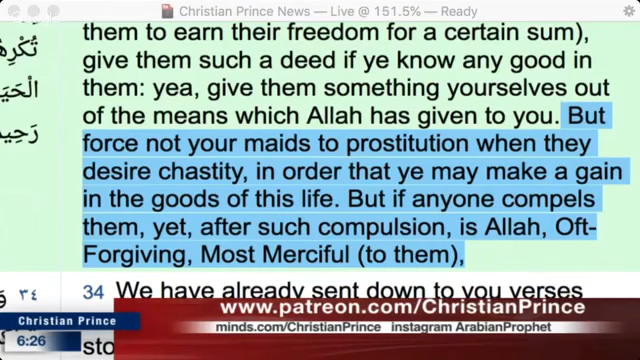 Christian Prince News — Live @ 151.5% — Ready
them to earn their freedom for a certain sum),
give them such a deed if ye know any good in
them: yea, give them something yourselves out
of the means which Allah has given to you. But
force not your maids to prostitution when they
desire chastity, in order that ye may make a gain
in the goods of this life. But if anyone compels
them, yet, after such compulsion, is Allah, Oft-
Forgiving, Most Merciful (to them),
٣٤
34 We have already sent down to you verses
www.patreon.com/ChristianPrince
Christian Prince
minds.com/ChristianPrince instagram ArabianProphet
6:26